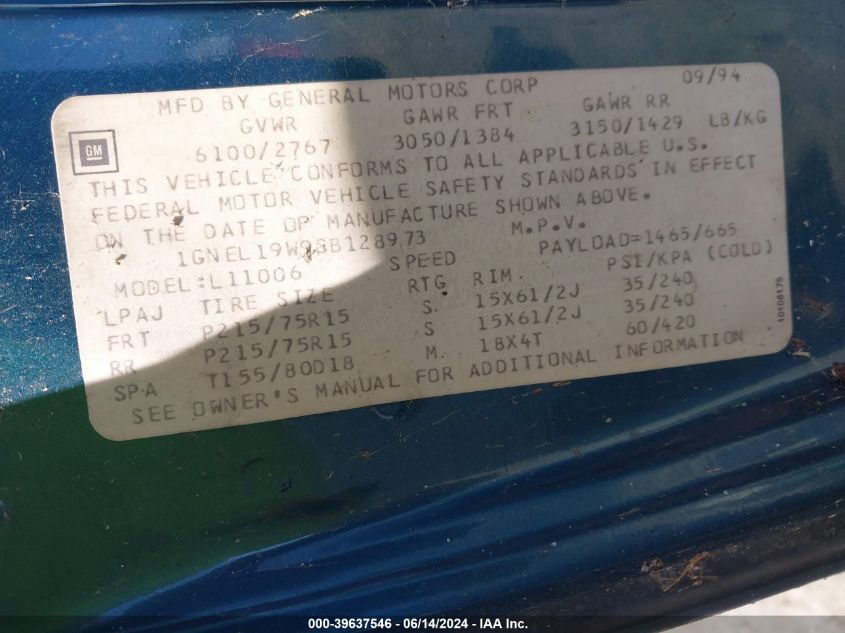 MFD BY GENERAL MOTORS CORP 09/94
GVWR GAWR FRT GAWR RR
GM
6100/2767 3050/1384 3150/1429 LB/KG
THIS VEHICLE CONFORMS TO ALL APPLICABLE U.S.
FEDERAL MOTOR VEHICLE SAFETY STANDARDS IN EFFECT
ON THE DATE OF MANUFACTURE SHOWN ABOVE.
M.P.V.
MODEL:L11006 SPEED PAYLOAD=1465/665
LPAJ TIRE SIZE RTG RIM PSI/KPA (COLD)
FRT P215/75R15 S 15X61/2J 35/240
RR P215/75R15 S 15X61/2J 35/240
SPA T155/80D18 M 18X4T 60/420
SEE OWNER'S MANUAL FOR ADDITIONAL INFORMATION
10108175
000-39637546 - 06/14/2024 - IAA Inc.